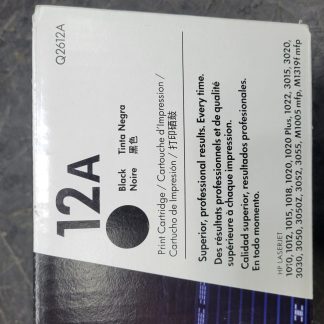 Q2612A
12A
Black Tinta Negra
Noire 黑色
Print Cartridge / Cartouche d'Impression /
Cartucho de Impresión / 打印硒鼓
Superior, professional results. Every time.
Des résultats professionnels et de qualité
supérieure à chaque impression.
Calidad superior, resultados profesionales.
En todo momento.
HP LASERJET
1010, 1012, 1015, 1018, 1020, 1020 Plus, 1022, 3015, 3020,
3030, 3050, 3050Z, 3052, 3055, M1005 mfp, M1319f mfp